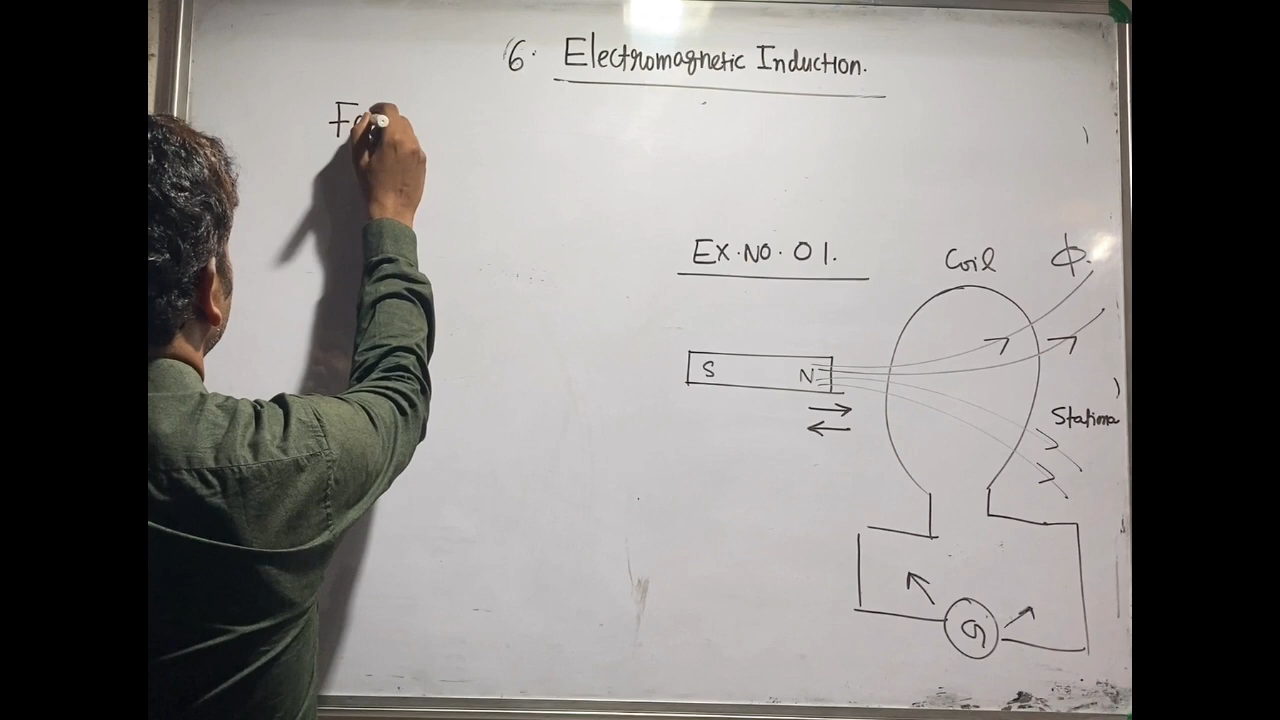 6. Electromagnetic Induction.
Ex.No.01.
Coil
Φ.
S
N
G